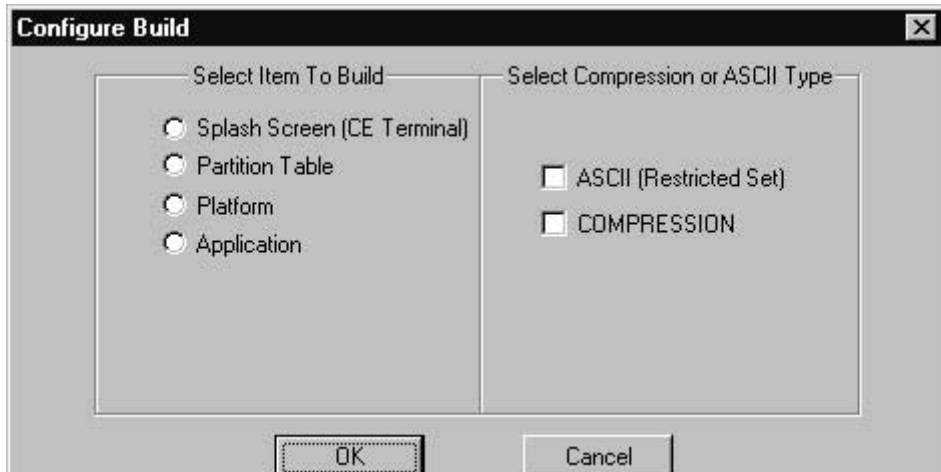 Configure Build
Select Item To Build
Splash Screen (CE Terminal)
Partition Table
Platform
Application
Select Compression or ASCII Type
ASCII (Restricted Set)
COMPRESSION
OK
Cancel